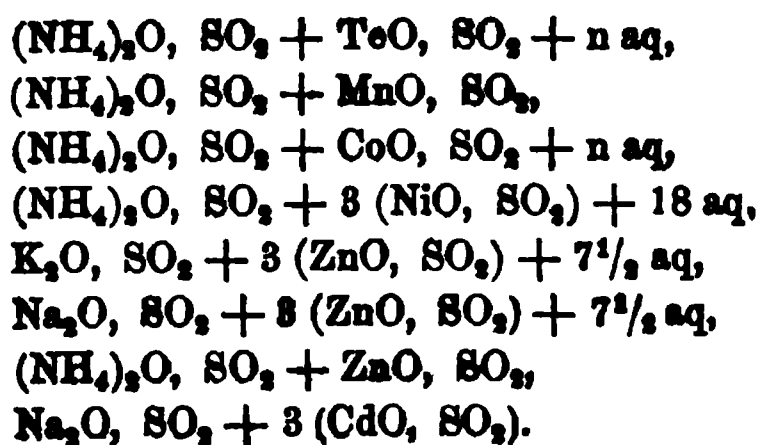 (NH₄)₂O, SO₂ + TeO, SO₂ + n aq,
(NH₄)₂O, SO₂ + MnO, SO₂,
(NH₄)₂O, SO₂ + CoO, SO₂ + n aq,
(NH₄)₂O, SO₂ + 3 (NiO, SO₂) + 18 aq,
K₂O, SO₂ + 3 (ZnO, SO₂) + 7¹/₂ aq,
Na₂O, SO₂ + 3 (ZnO, SO₂) + 7¹/₂ aq,
(NH₄)₂O, SO₂ + ZnO, SO₂,
Na₂O, SO₂ + 3 (CdO, SO₂).